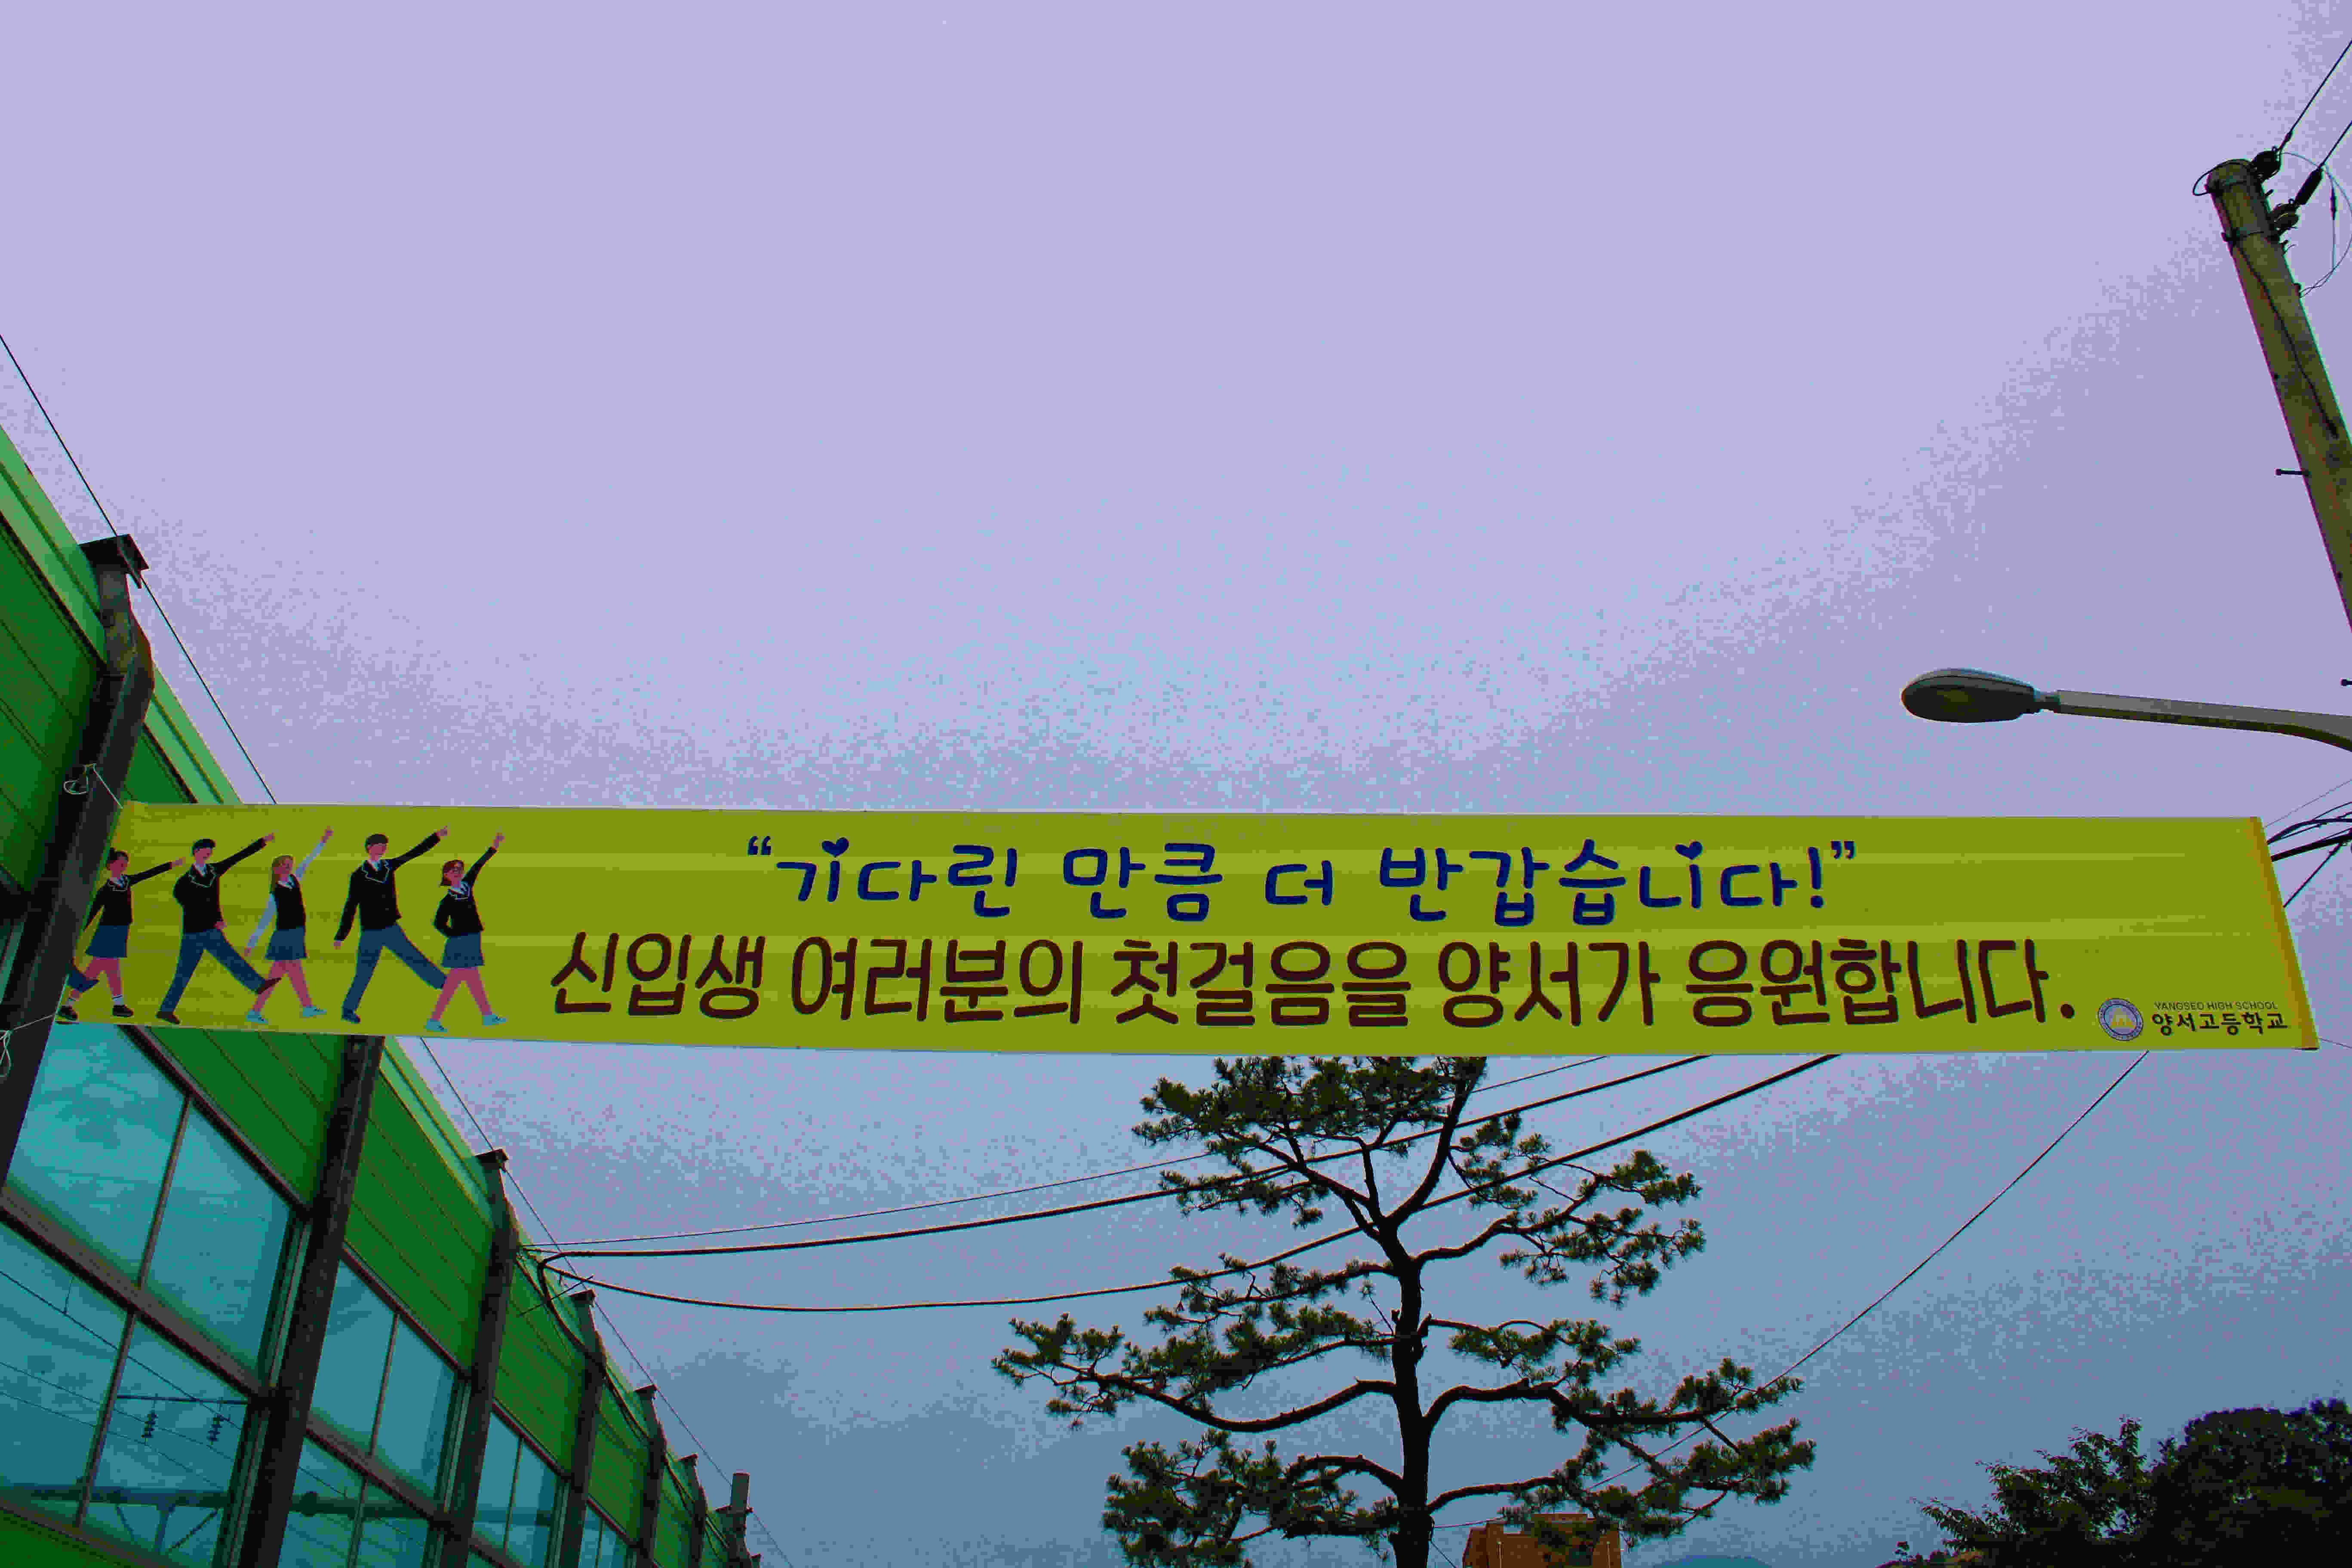 “기다린 만큼 더 반갑습니다!”
신입생 여러분의 첫걸음을 양서가 응원합니다.
YANGSEO HIGH SCHOOL
양서고등학교